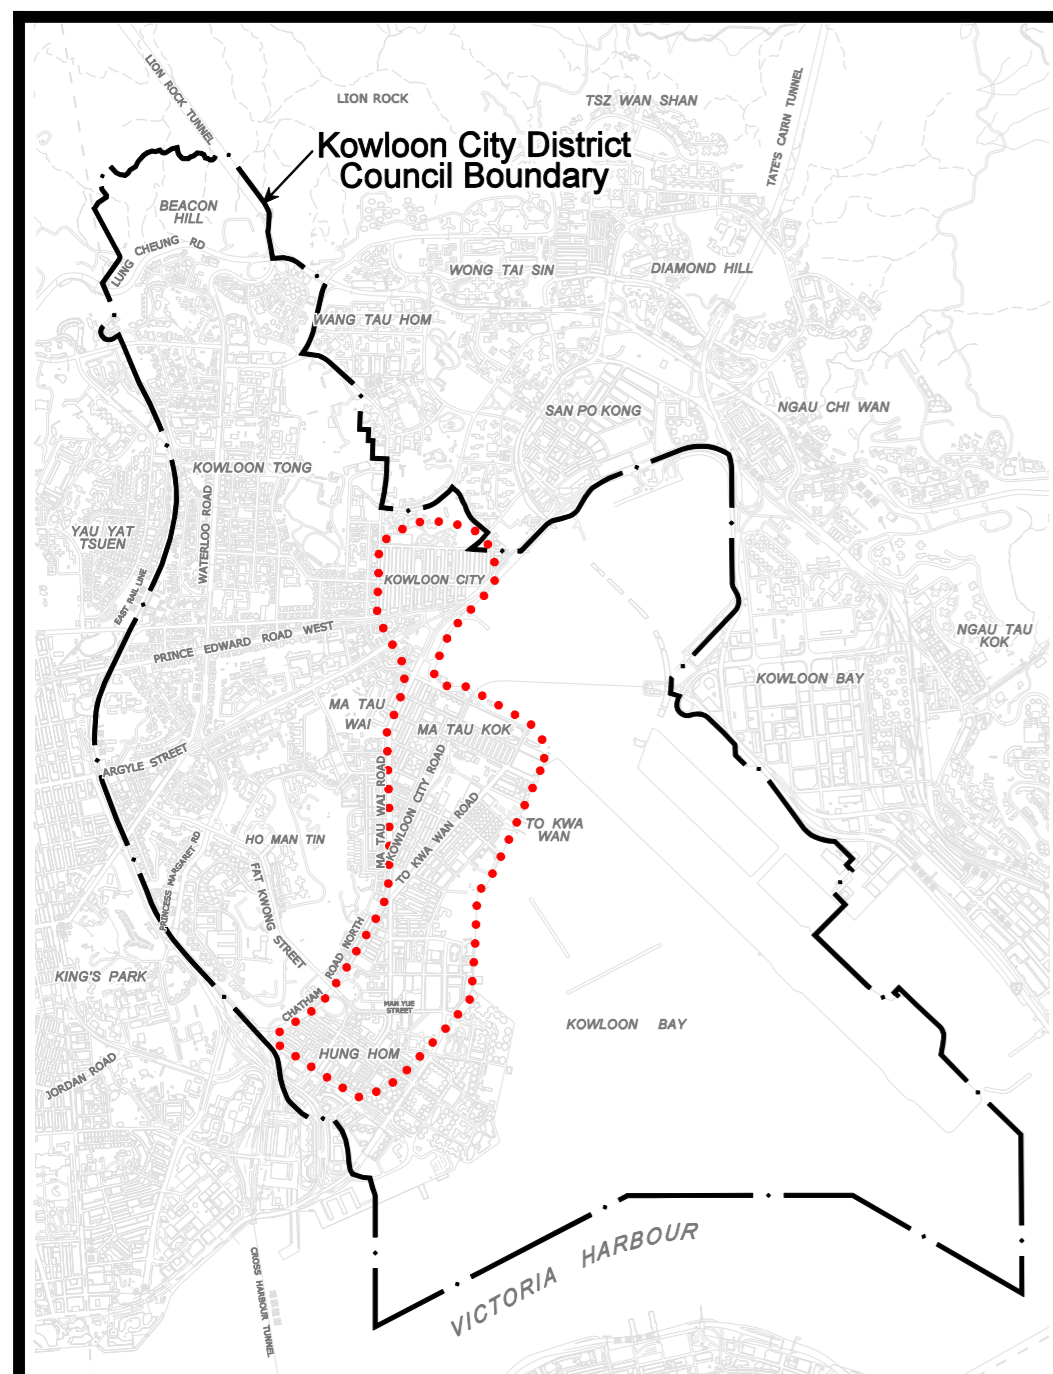 LION ROCK TUNNEL
LION ROCK
TSZ WAN SHAN
TATE'S CAIRN TUNNEL
Kowloon City District
Council Boundary
BEACON
HILL
LUNG CHEUNG RD
WONG TAI SIN
DIAMOND HILL
WANG TAU HOM
SAN PO KONG
NGAU CHI WAN
KOWLOON TONG
WATERLOO ROAD
YAU YAT
TSUEN
EAST RAIL LINE
KOWLOON CITY
PRINCE EDWARD ROAD WEST
NGAU TAU
KOK
KOWLOON BAY
MA TAU
WAI
MA TAU KOK
ARGYLE STREET
MA TAU WAI ROAD
KOWLOON CITY ROAD
TO KWA WAN ROAD
TO KWA
WAN
HO MAN TIN
PRINCESS MARGARET RD
FAT KWONG STREET
CHATHAM ROAD NORTH
KING'S PARK
MAN YUE
STREET
KOWLOON BAY
HUNG HOM
JORDAN ROAD
VICTORIA HARBOUR
CROSS HARBOUR TUNNEL